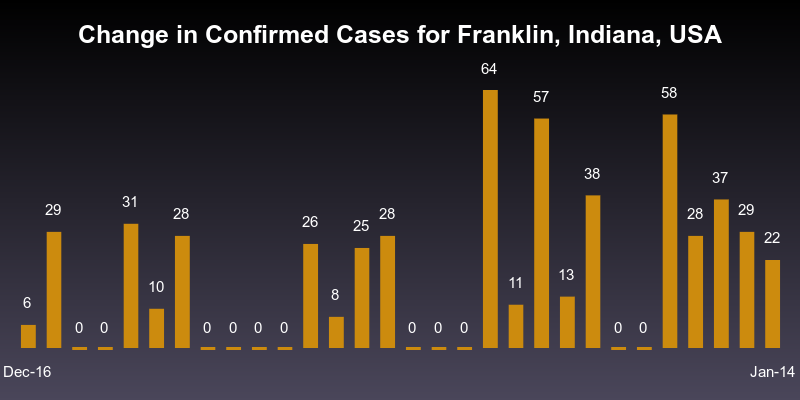 Change in Confirmed Cases for Franklin, Indiana, USA
6 29 0 0 31 10 28 0 0 0 0 26 8 25 28 0 0 0 64 11 57 13 38 0 0 58 28 37 29 22
Dec-16 Jan-14